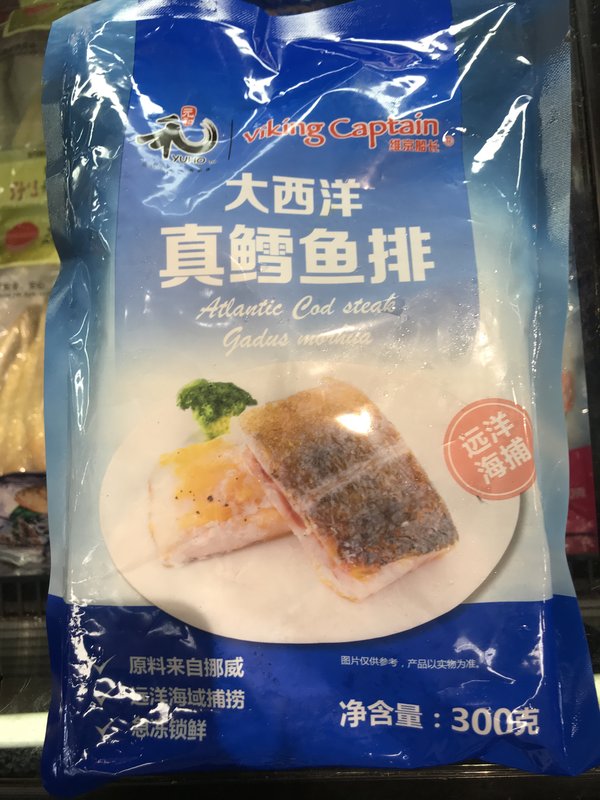 元
和
YUHO
Viking Captain
维京船长
大西洋
真鳕鱼排
Atlantic Cod steak
Gadus morhua
远洋
海捕
原料来自挪威
远洋海域捕捞
急冻锁鲜
图片仅供参考，产品以实物为准。
净含量：300克